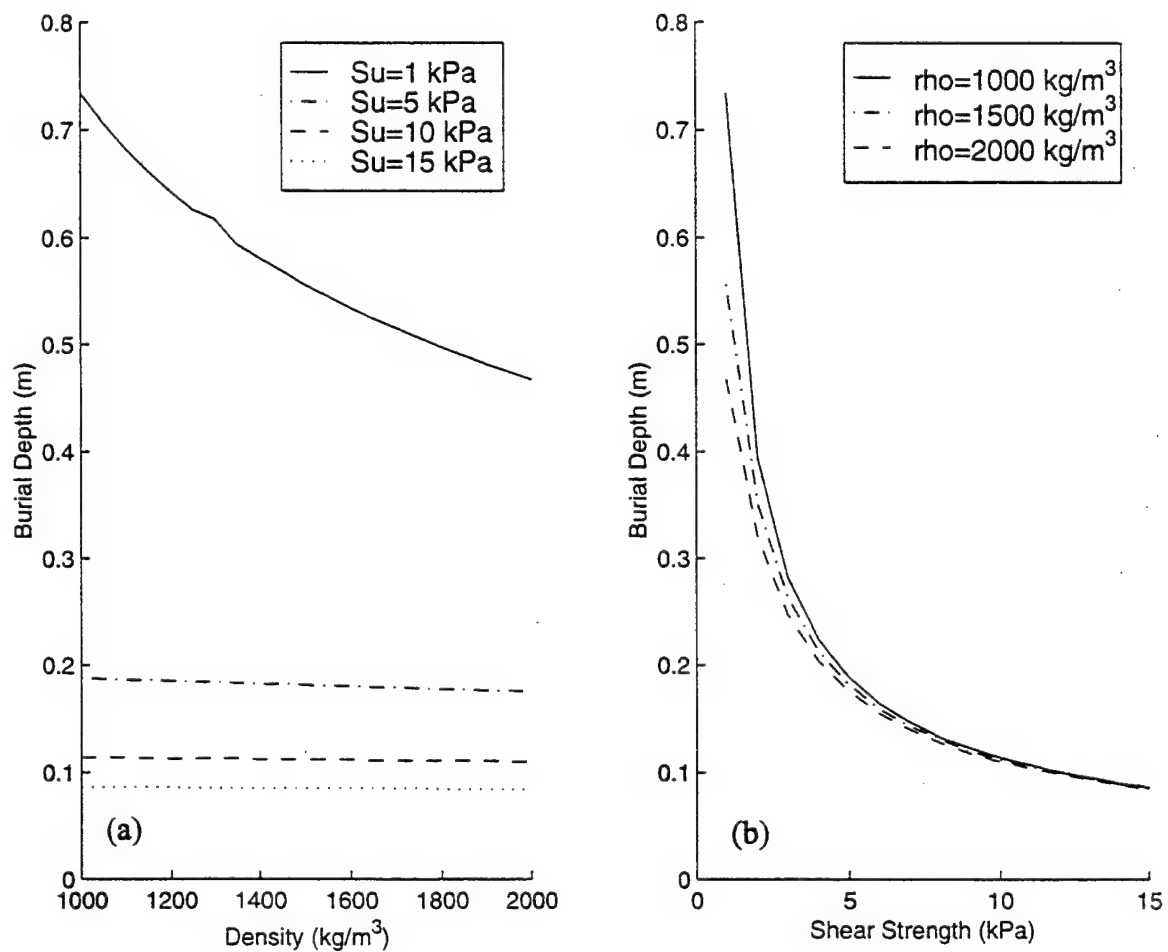 0.8
0.7
0.6
0.5
0.4
0.3
0.2
0.1
0
Burial Depth (m)
Su=1 kPa
Su=5 kPa
Su=10 kPa
Su=15 kPa
(a)
1000 1200 1400 1600 1800 2000
Density (kg/m³)
0.8
0.7
0.6
0.5
0.4
0.3
0.2
0.1
0
Burial Depth (m)
rho=1000 kg/m³
rho=1500 kg/m³
rho=2000 kg/m³
(b)
0 5 10 15
Shear Strength (kPa)